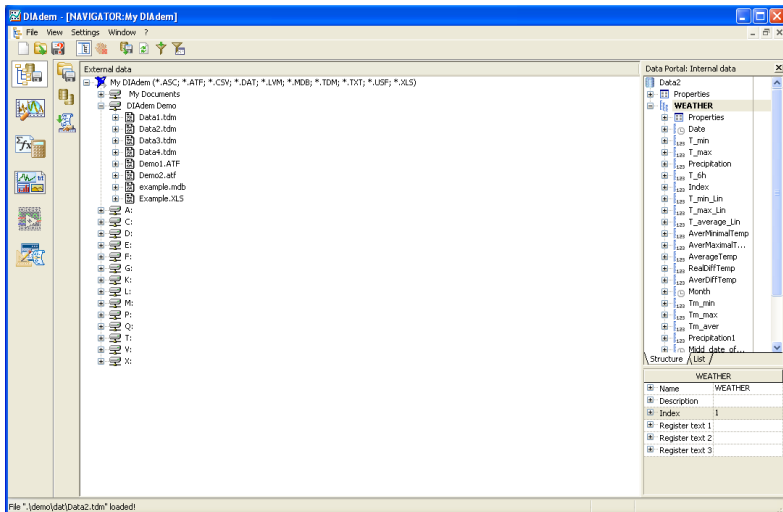 DIAdem - [NAVIGATOR:My DIAdem]
File View Settings Window ?
External data
My DIAdem (*.ASC; *.ATF; *.CSV; *.DAT; *.LVM; *.MDB; *.TDM; *.TXT; *.USF; *.XLS)
My Documents
DIAdem Demo
Data1.tdm
Data2.tdm
Data3.tdm
Data4.tdm
Demo1.ATF
Demo2.atf
example.mdb
Example.XLS
A:
C:
D:
E:
F:
G:
K:
L:
M:
P:
Q:
T:
V:
X:
Data Portal: Internal data
Data2
Properties
WEATHER
Properties
Date
T_min
T_max
Precipitation
T_6h
Index
T_min_Lin
T_max_Lin
T_average_Lin
AverMinimalTemp
AverMaximalT...
AverageTemp
RealDiffTemp
AverDiffTemp
Month
Tm_min
Tm_max
Tm_aver
Precipitation1
Midd_date_of...
Structure List
WEATHER
Name WEATHER
Description
Index 1
Register text 1
Register text 2
Register text 3
File ".\demo\dat\Data2.tdm" loaded!